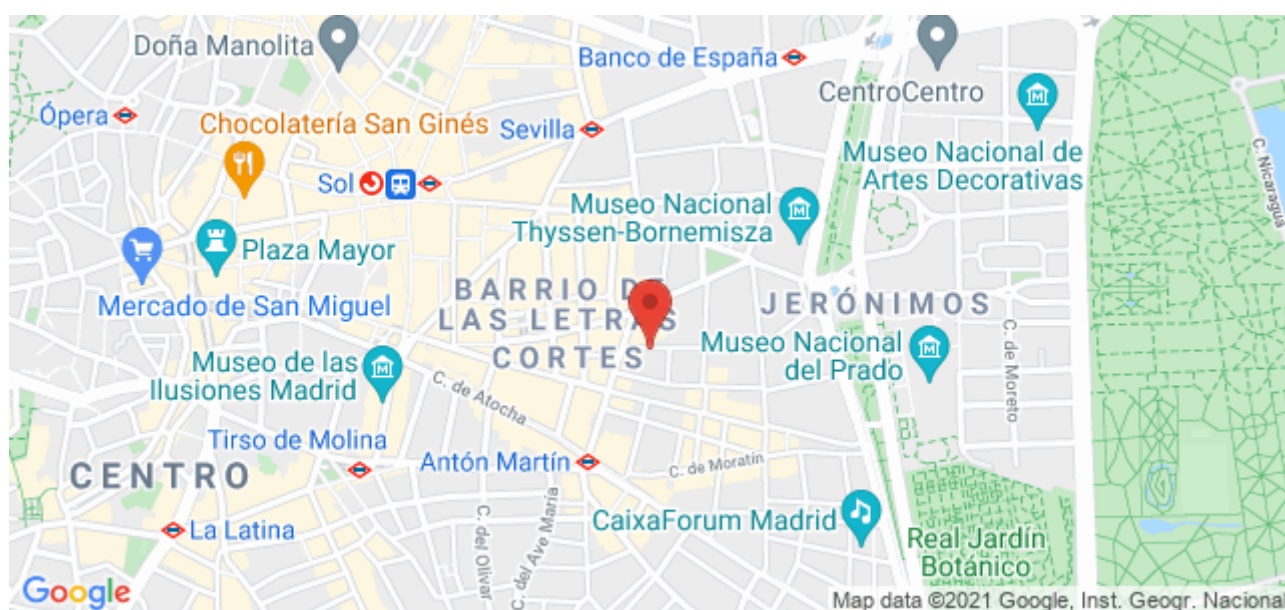 Doña Manolita
Banco de España
CentroCentro
Ópera
Chocolatería San Ginés
Sevilla
Museo Nacional de
Artes Decorativas
C. Nicaragua
Sol
Museo Nacional
Thyssen-Bornemisza
Plaza Mayor
Mercado de San Miguel
BARRIO DE
LAS LETRAS
CORTES
JERÓNIMOS
Museo Nacional
del Prado
C. de Moreto
Museo de las
Ilusiones Madrid
C. de Atocha
Tirso de Molina
Antón Martín
C. de Moratin
CENTRO
La Latina
C. del Olivar
C. del Ave María
CaixaForum Madrid
Real Jardín
Botánico
Google
Map data ©2021 Google, Inst. Geogr. Nacional